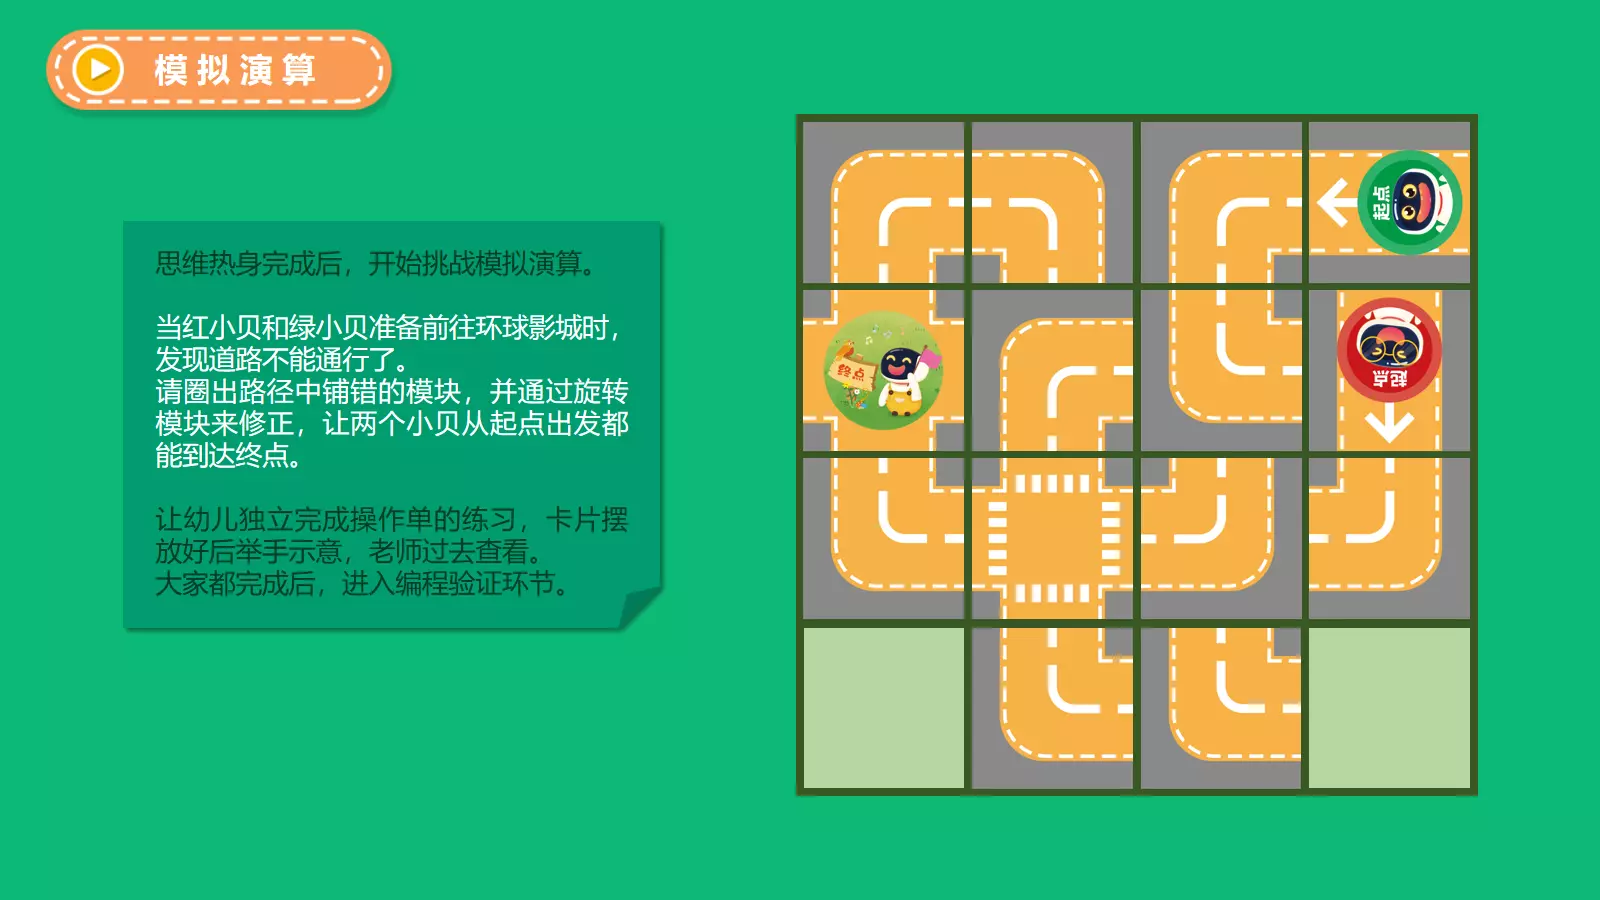 模拟演算
思维热身完成后，开始挑战模拟演算。
当红小贝和绿小贝准备前往环球影城时，
发现道路不能通行了。
请圈出路径中铺错的模块，并通过旋转
模块来修正，让两个小贝从起点出发都
能到达终点。
让幼儿独立完成操作单的练习，卡片摆
放好后举手示意，老师过去查看。
大家都完成后，进入编程验证环节。
起点
终点
起点